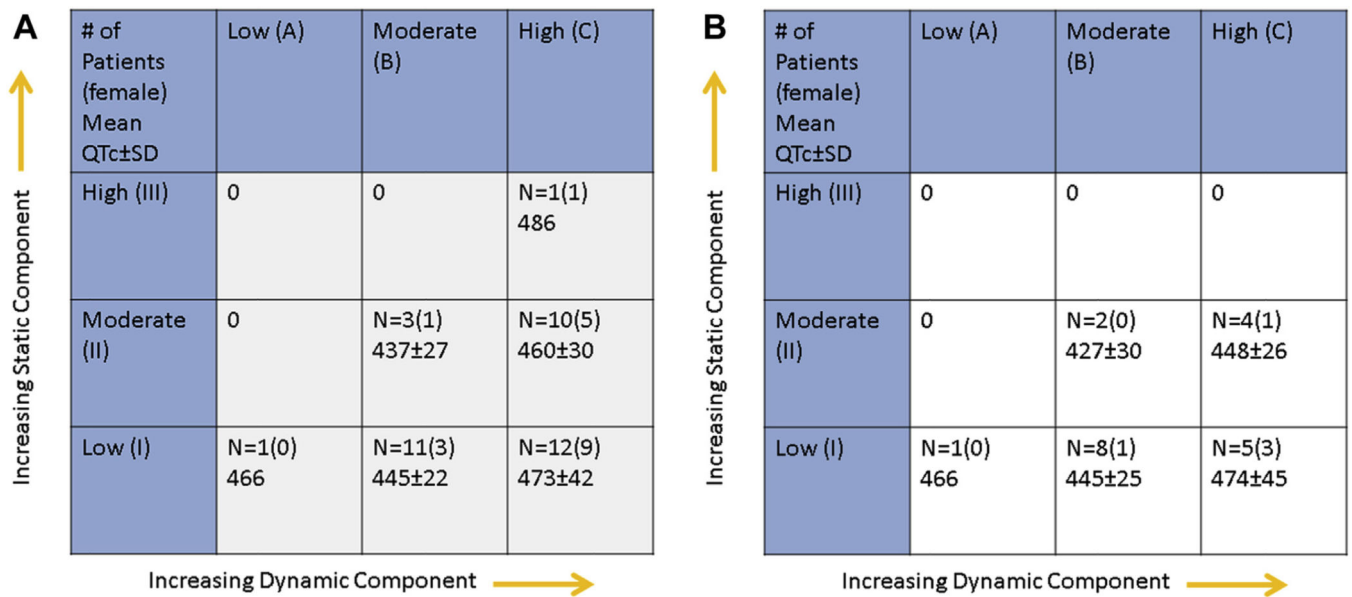 A
# of
Patients
(female)
Mean
QTc±SD
Low (A)
Moderate
(B)
High (C)
High (III)
0
0
N=1(1)
486
Moderate
(II)
0
N=3(1)
437±27
N=10(5)
460±30
Low (I)
N=1(0)
466
N=11(3)
445±22
N=12(9)
473±42
Increasing Static Component
Increasing Dynamic Component
B
# of
Patients
(female)
Mean
QTc±SD
Low (A)
Moderate
(B)
High (C)
High (III)
0
0
0
Moderate
(II)
0
N=2(0)
427±30
N=4(1)
448±26
Low (I)
N=1(0)
466
N=8(1)
445±25
N=5(3)
474±45
Increasing Static Component
Increasing Dynamic Component